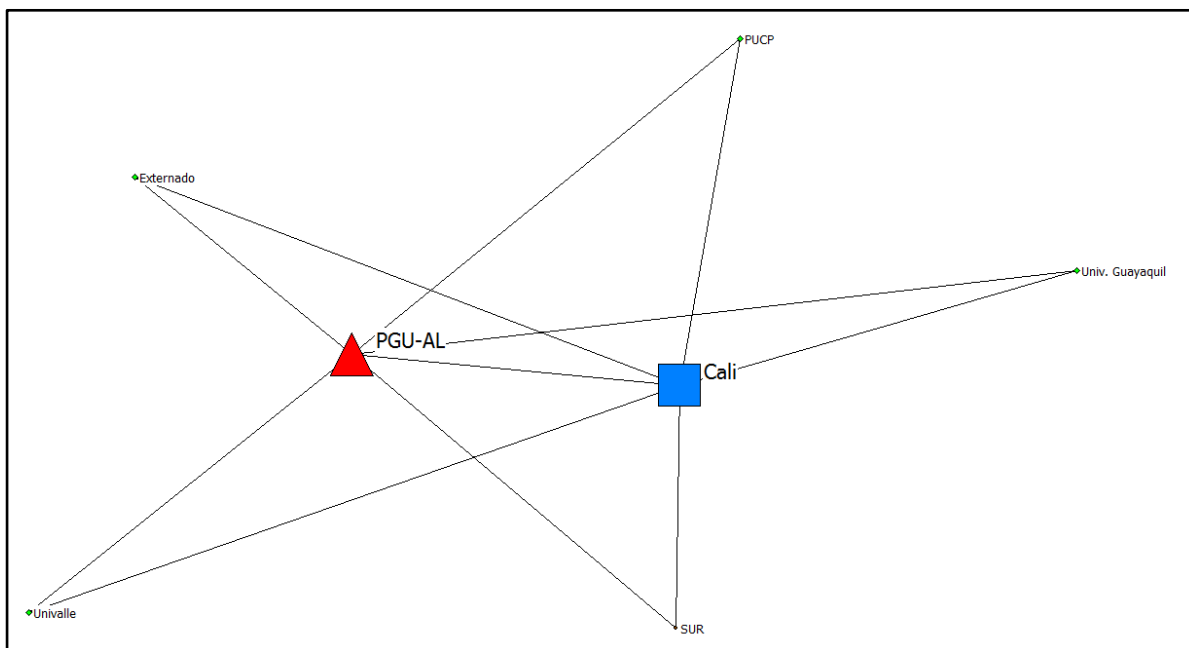 PUCP
Externado
Univ. Guayaquil
PGU-AL
Cali
Univalle
SUR